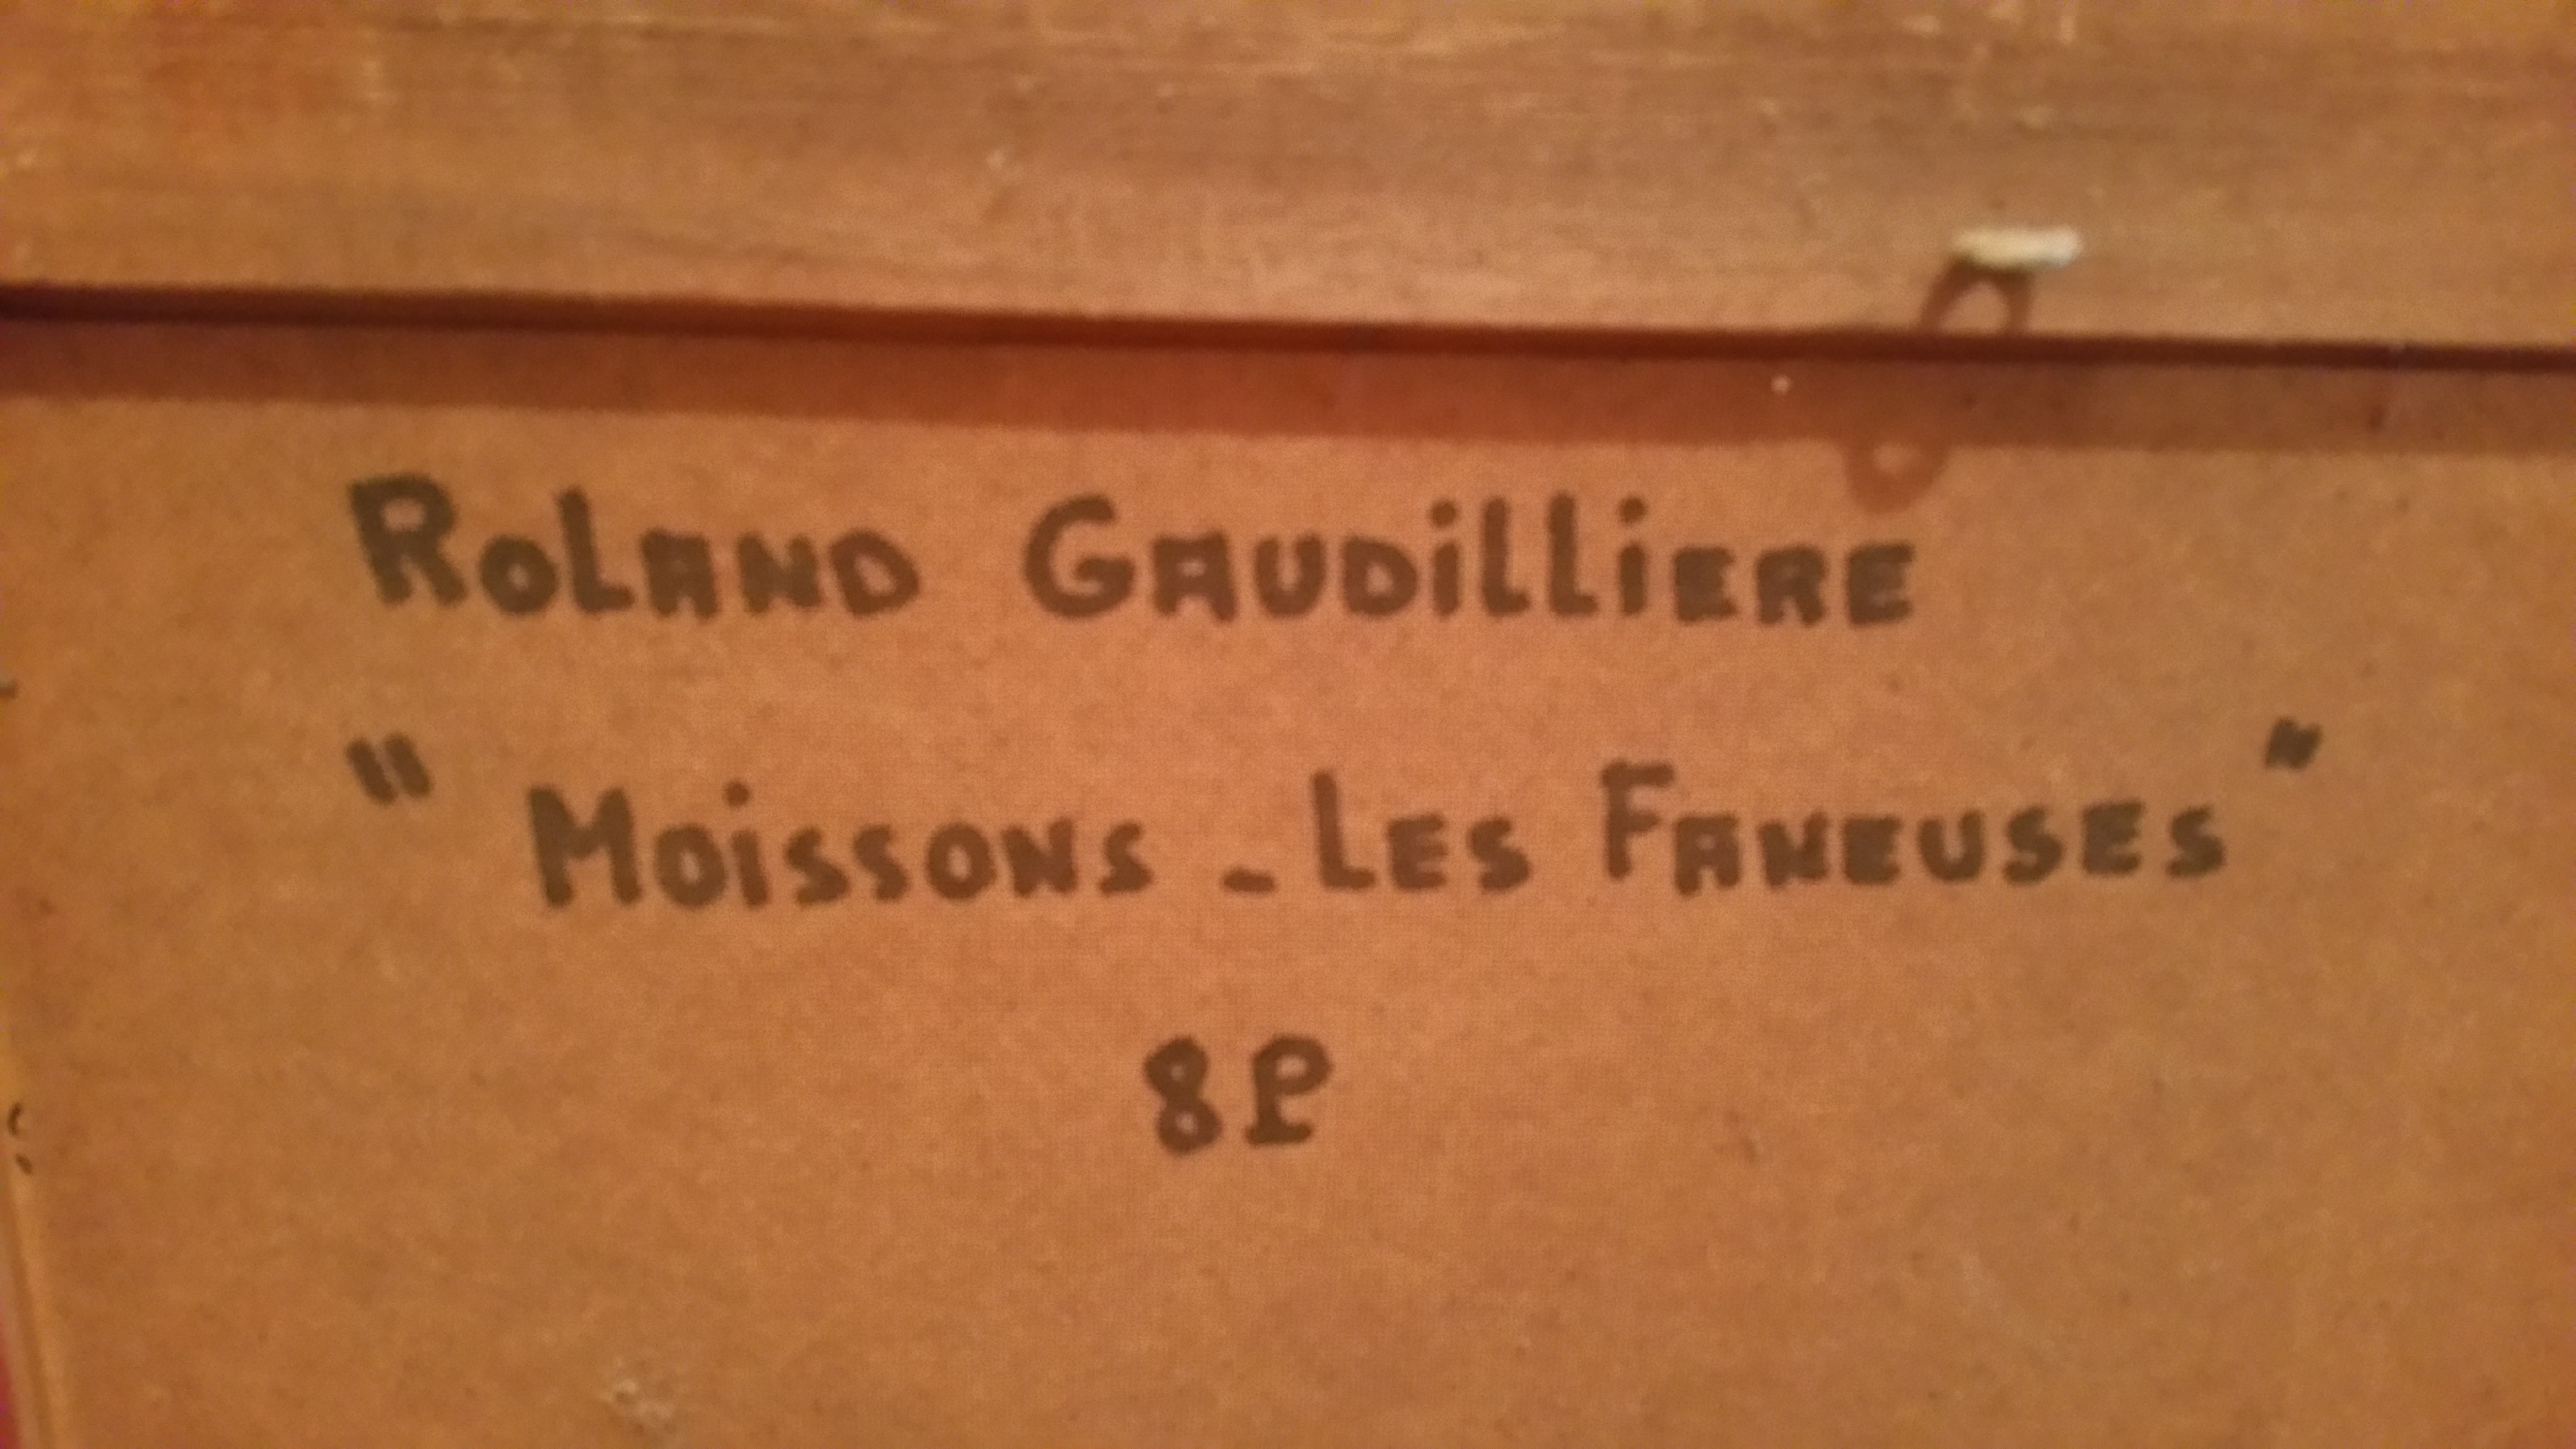 Roland Gaudilliere
" Moissons - Les Faneuses "
8P